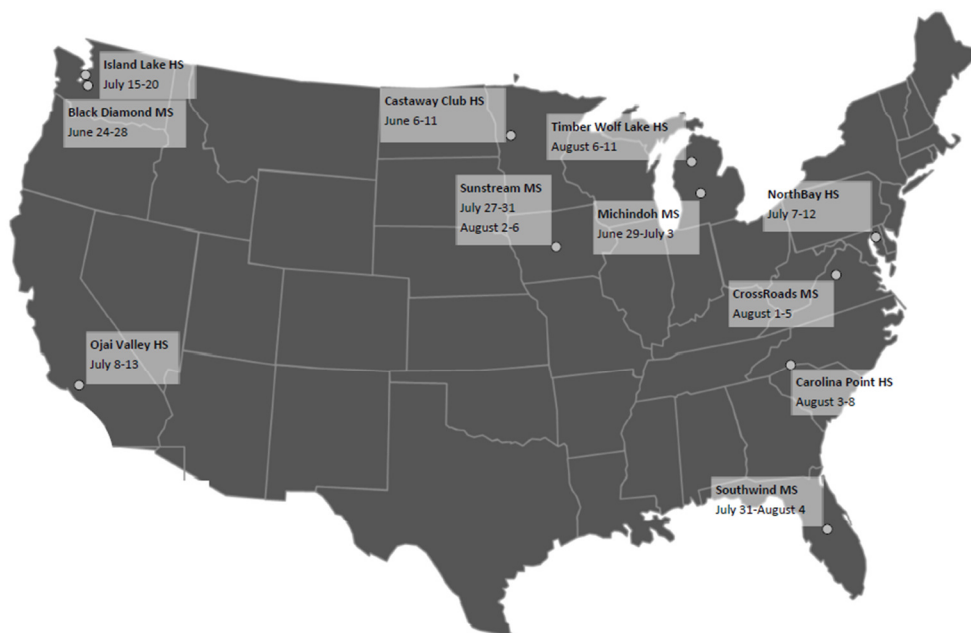 Island Lake HS
July 15-20
Black Diamond MS
June 24-28
Castaway Club HS
June 6-11
Timber Wolf Lake HS
August 6-11
Sunstream MS
July 27-31
August 2-6
Michindoh MS
June 29-July 3
NorthBay HS
July 7-12
CrossRoads MS
August 1-5
Ojai Valley HS
July 8-13
Carolina Point HS
August 3-8
Southwind MS
July 31-August 4